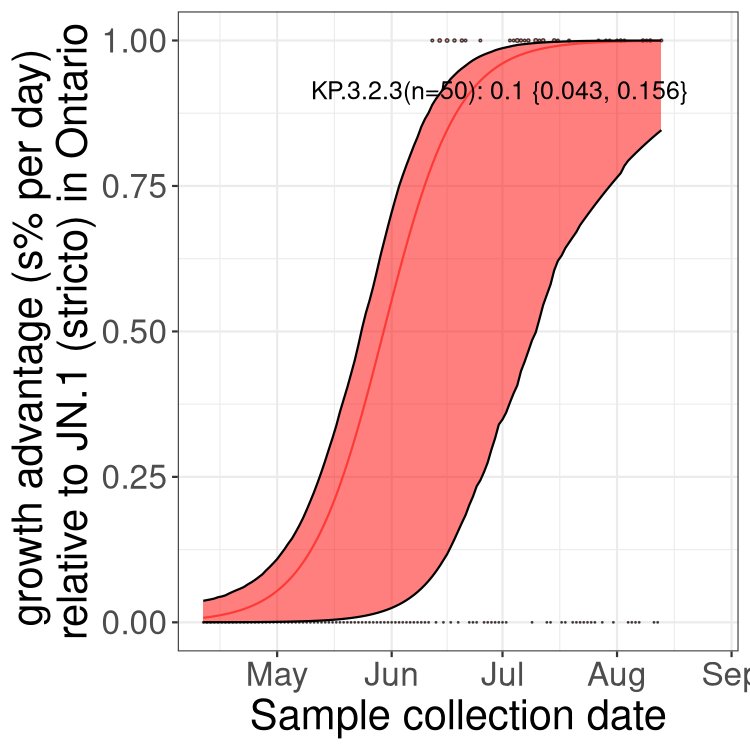 growth advantage (s% per day)
relative to JN.1 (stricto) in Ontario
1.00
0.75
0.50
0.25
0.00
KP.3.2.3(n=50): 0.1 {0.043, 0.156}
May Jun Jul Aug Sep
Sample collection date